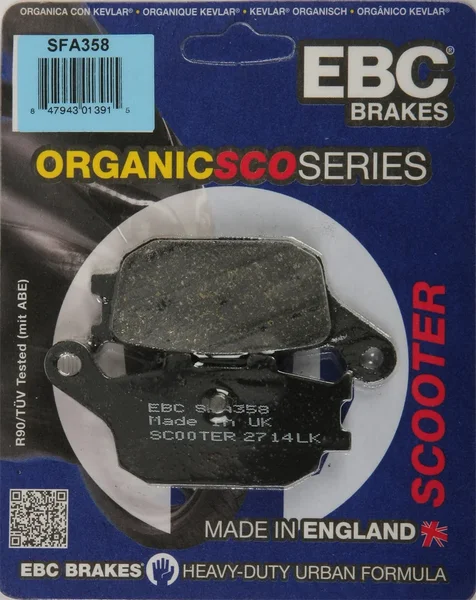 ORGANICA CON KEVLAR® • ORGANIQUE KEVLAR® • KEVLAR® ORGANISCH • ORGÂNICO KEVLAR®
SFA358
8 47943 01391 5
EBC®
BRAKES
ORGANICSCOSERIES
R90/TÜV Tested (mit ABE)
SCOOTER
EBC SFA358
Made in UK
SCOOTER 2714LK
MADE IN ENGLAND
EBC BRAKES HEAVY-DUTY URBAN FORMULA